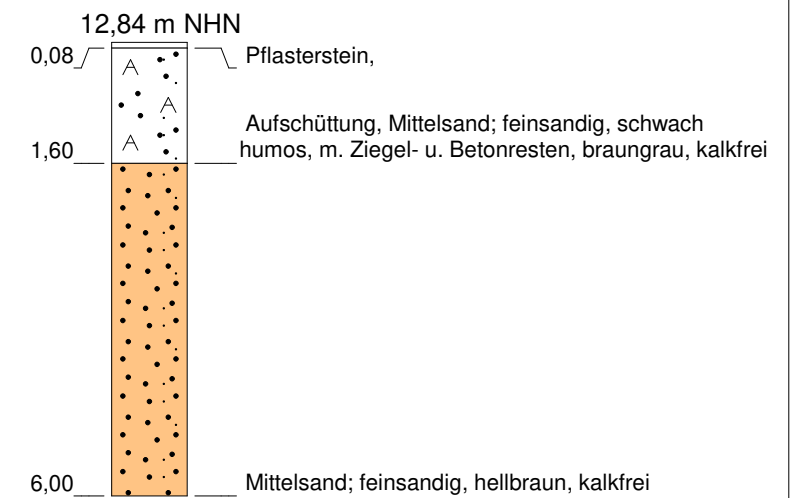 12,84 m NHN
0,08 Pflasterstein,
Aufschüttung, Mittelsand; feinsandig, schwach
1,60 humos, m. Ziegel- u. Betonresten, braungrau, kalkfrei
6,00 Mittelsand; feinsandig, hellbraun, kalkfrei
A
A
A